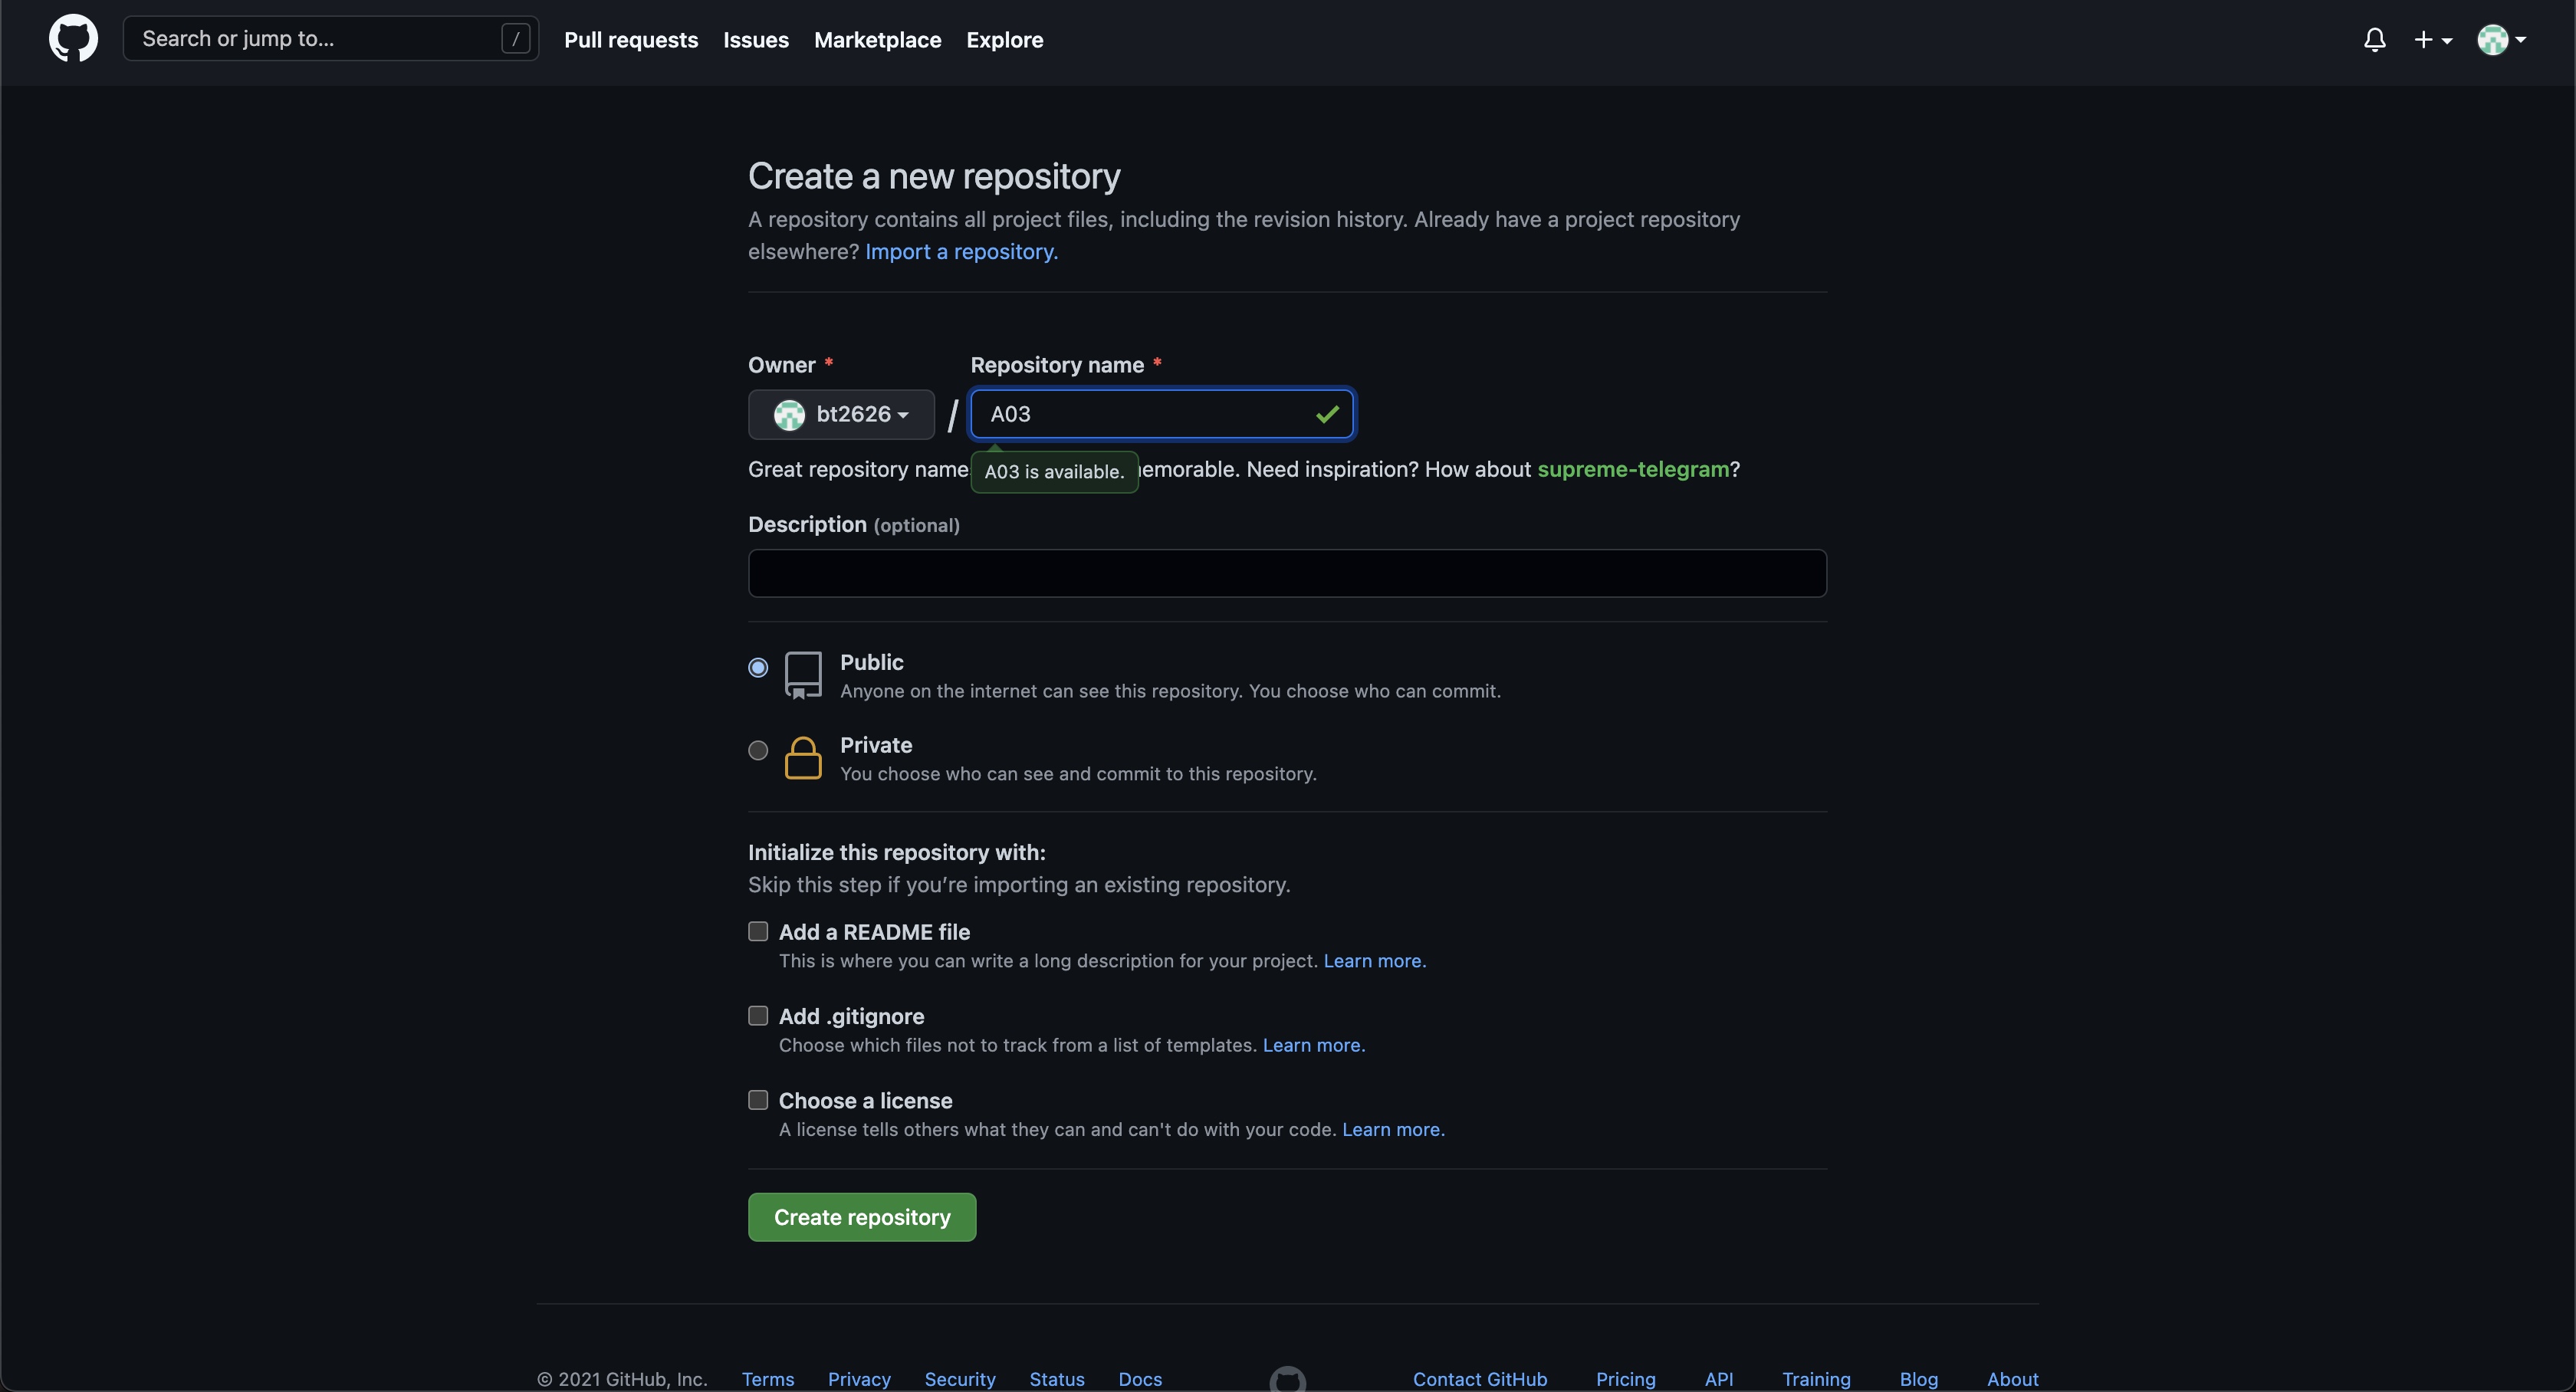 Search or jump to... /
Pull requests Issues Marketplace Explore
Create a new repository
A repository contains all project files, including the revision history. Already have a project repository
elsewhere? Import a repository.
Owner * Repository name *
bt2626 / A03
Great repository name A03 is available. emorable. Need inspiration? How about supreme-telegram?
Description (optional)
Public
Anyone on the internet can see this repository. You choose who can commit.
Private
You choose who can see and commit to this repository.
Initialize this repository with:
Skip this step if you’re importing an existing repository.
Add a README file
This is where you can write a long description for your project. Learn more.
Add .gitignore
Choose which files not to track from a list of templates. Learn more.
Choose a license
A license tells others what they can and can't do with your code. Learn more.
Create repository
© 2021 GitHub, Inc. Terms Privacy Security Status Docs Contact GitHub Pricing API Training Blog About